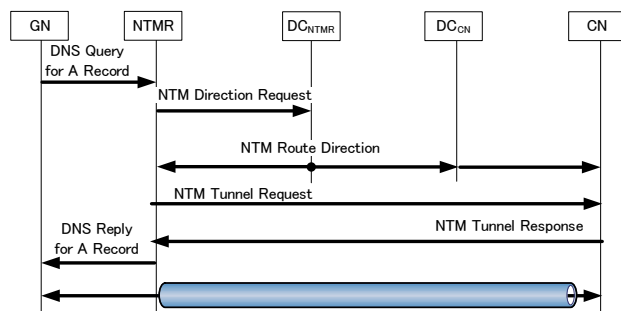 GN
NTMR
DCNTMR
DCCN
CN
DNS Query
for A Record
NTM Direction Request
NTM Route Direction
NTM Tunnel Request
NTM Tunnel Response
DNS Reply
for A Record